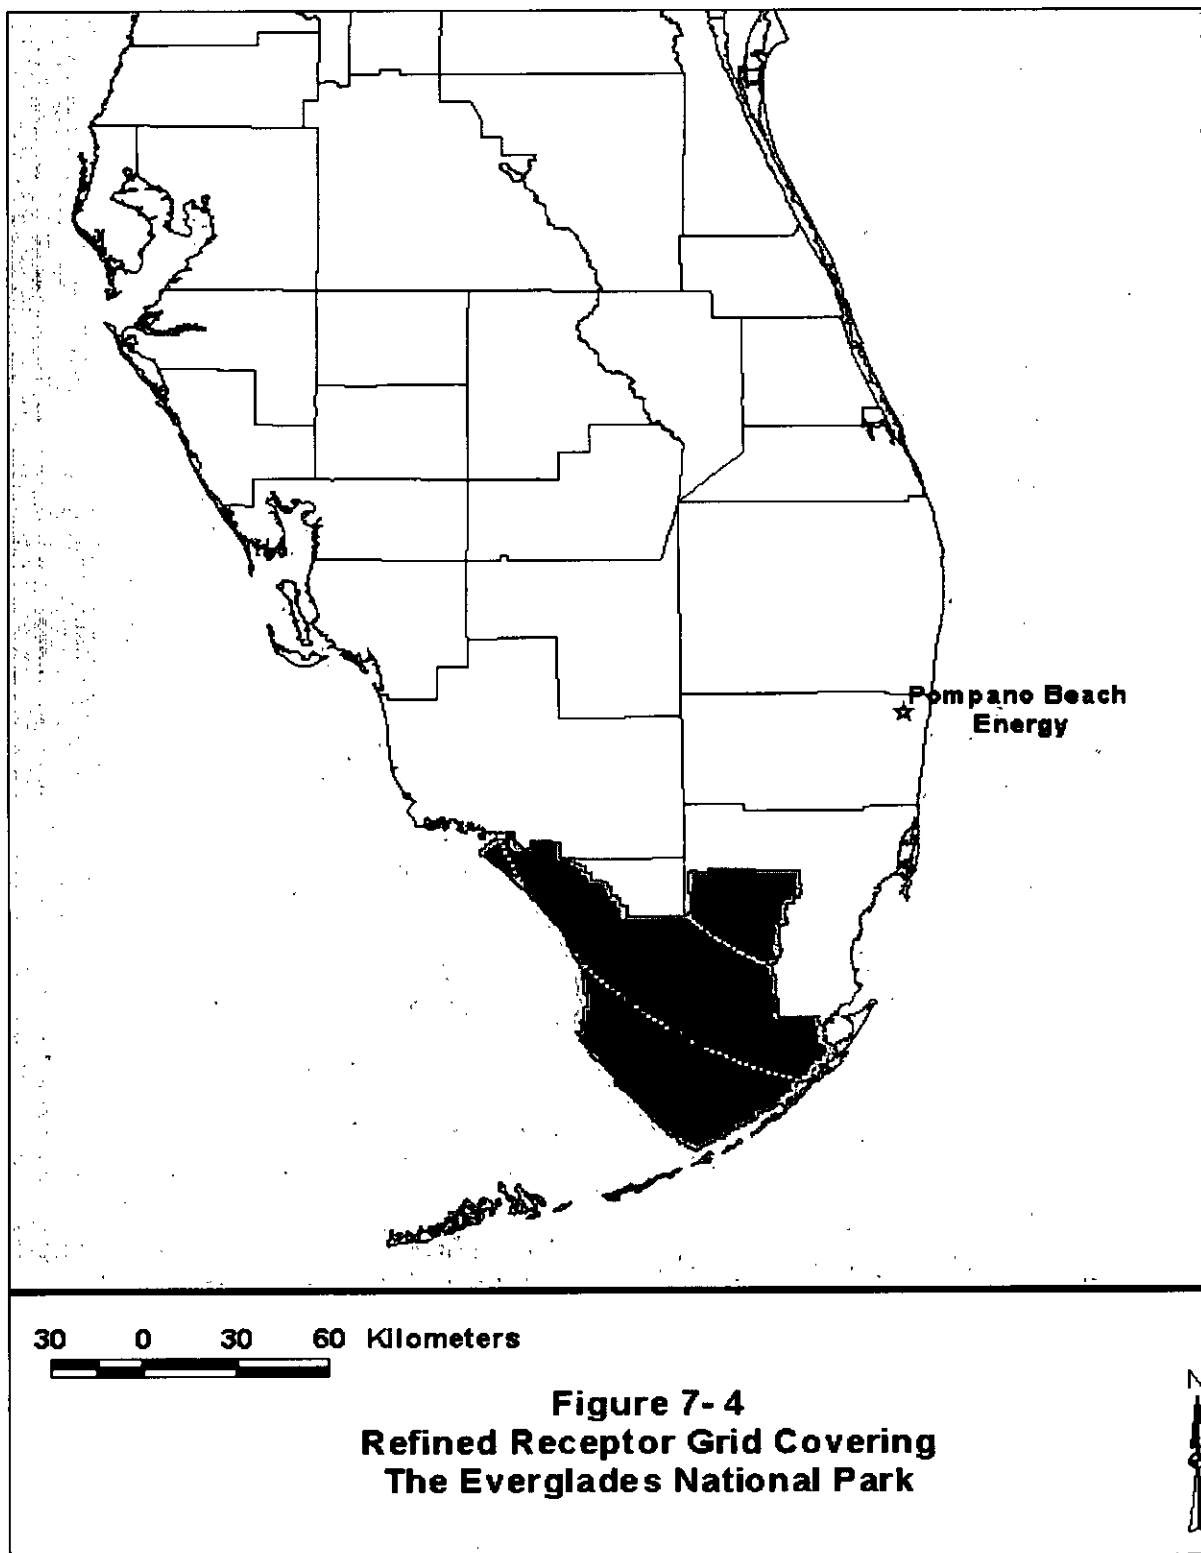 Pompano Beach
Energy
30 0 30 60 Kilometers
Figure 7- 4
Refined Receptor Grid Covering
The Everglades National Park
N